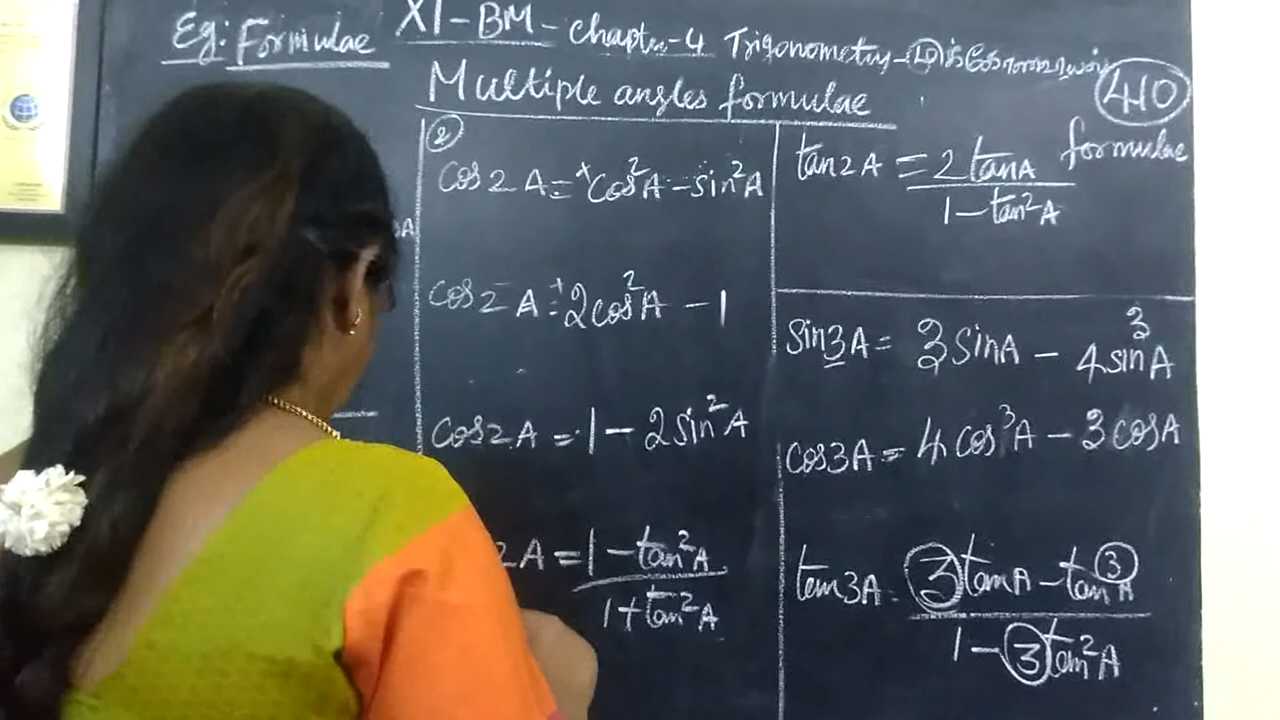 Eg: Formulae
XI - BM - Chapter-4 Trigonometry -
Multiple angles formulae
410
formulae
2
cos2A = +cos²A - sin²A
cos2A = +2cos²A - 1
cos2A = 1 - 2sin²A
2A = 1 - tan²A
1 + tan²A
tan2A = 2tanA
1 - tan²A
sin3A = 3sinA - 4sin³A
cos3A = 4cos³A - 3cosA
tan3A = 3tanA - tan³A
1 - 3tan²A